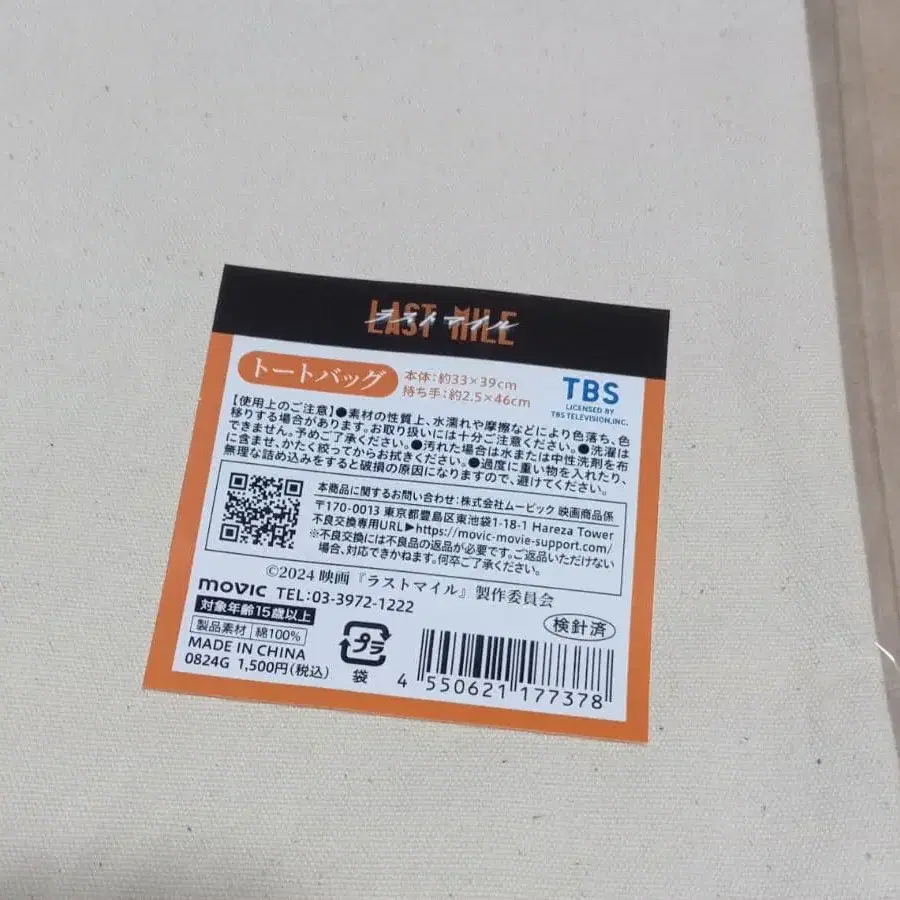 LAST MILE
ラストマイル
トートバッグ
本体:約33×39cm
持ち手:約2.5×46cm
TBS
LICENSED BY
TBS TELEVISION, INC.
【使用上のご注意】●素材の性質上、水濡れや摩擦などにより色落ち、色
移りする場合があります。お取り扱いには十分ご注意ください。●洗濯は
できません。予めご了承ください。●汚れた場合は水または中性洗剤を布
に含ませ、かたく絞ってからお拭きください。●過度に重い物を入れたり、
無理な詰め込みをすると破損の原因になりますので、避けてください。
本商品に関するお問い合わせ:株式会社ムービック 映画商品係
〒170-0013 東京都豊島区東池袋1-18-1 Hareza Tower
不良交換専用URL▶https://movic-movie-support.com/
※不良交換には不良品の返品が必要です。ご返品いただけない
場合、対応できかねます。何卒ご了承ください。
©2024 映画『ラストマイル』製作委員会
movic TEL:03-3972-1222
対象年齢15歳以上
製品素材 綿100%
MADE IN CHINA
0824G 1,500円(税込)
プラ
袋
検針済
4 550621 177378